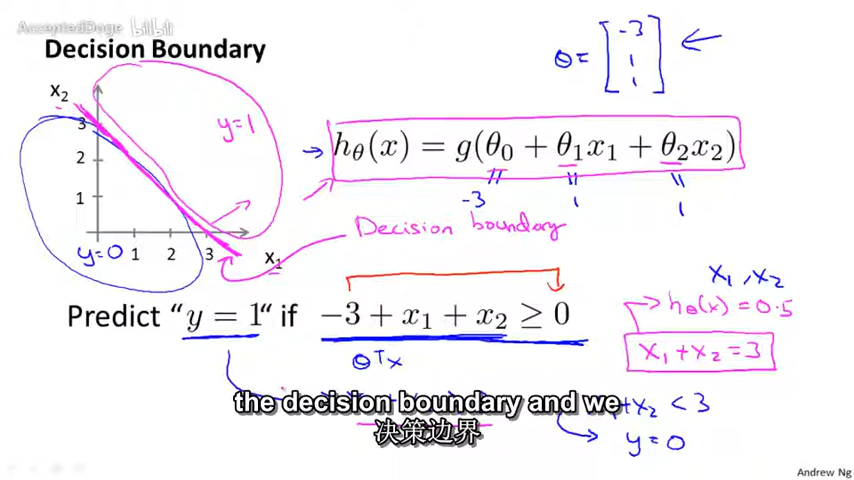 AcceptedDoge bilibili
Decision Boundary
θ = [-3 1 1]
x₂
3
2
1
y=1
y=0
1 2 3
x₁
hθ(x) = g(θ₀ + θ₁x₁ + θ₂x₂)
-3 1 1
Decision boundary
x₁, x₂
Predict “y = 1“ if −3 + x₁ + x₂ ≥ 0
hθ(x) = 0.5
x₁ + x₂ = 3
θᵀx
the decision boundary and we
决策边界
+x₂ < 3
y=0
Andrew Ng